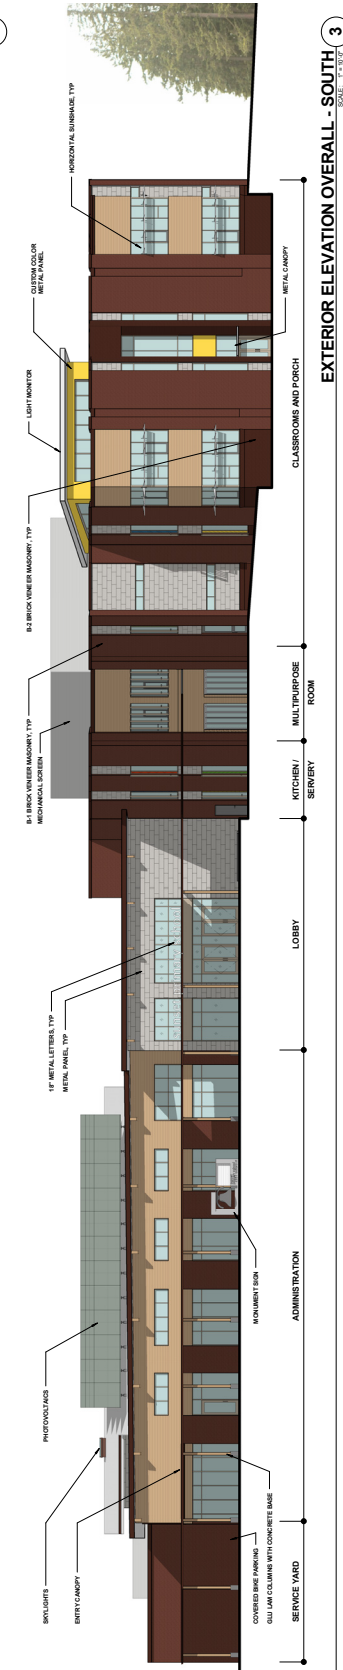 SKYLIGHTS
PHOTOVOLTAICS
ENTRY CANOPY
18" METAL LETTERS, TYP
METAL PANEL, TYP
B-1 BRICK VENEER MASONRY, TYP
MECHANICAL SCREEN
B-2 BRICK VENEER MASONRY, TYP
LIGHT MONITOR
CUSTOM COLOR
METAL PANEL
HORIZONTAL SUNSHADE, TYP
COVERED BIKE PARKING
GLU LAM COLUMNS WITH CONCRETE BASE
MONUMENT SIGN
METAL CANOPY
SERVICE YARD
ADMINISTRATION
LOBBY
KITCHEN /
SERVERY
MULTIPURPOSE
ROOM
CLASSROOMS AND PORCH
EXTERIOR ELEVATION OVERALL - SOUTH
3
SCALE: 1" = 10'-0"